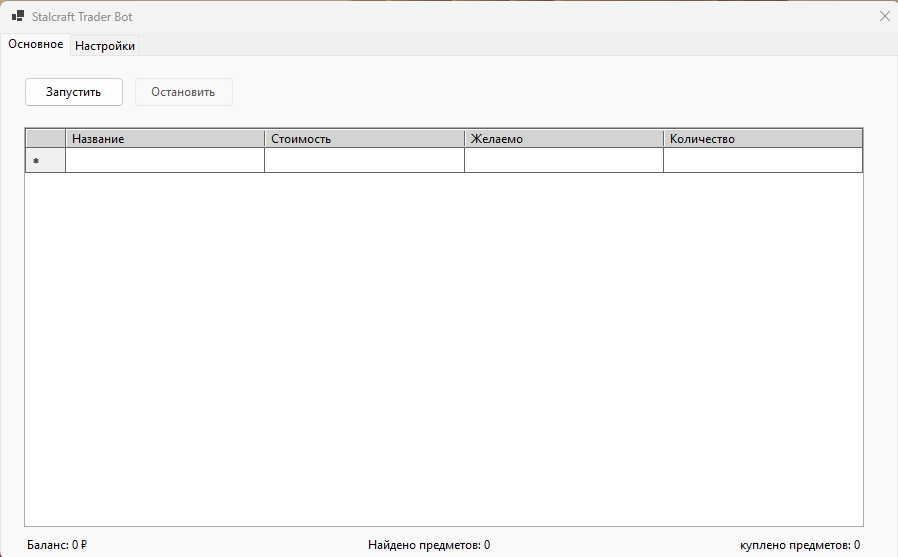 Stalcraft Trader Bot
Основное Настройки
Запустить Остановить
Название Стоимость Желаемо Количество
*
Баланс: 0 ₽ Найдено предметов: 0 куплено предметов: 0